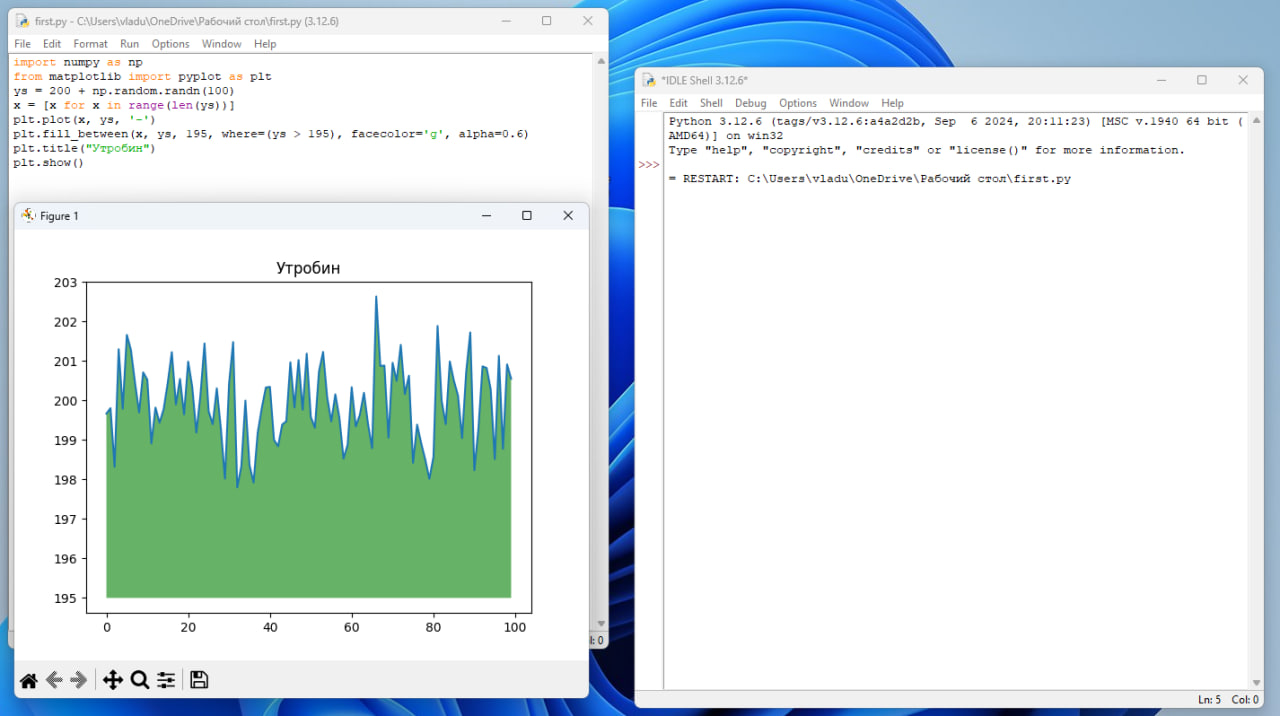 first.py - C:\Users\vladu\OneDrive\Рабочий стол\first.py (3.12.6)
File Edit Format Run Options Window Help
import numpy as np
from matplotlib import pyplot as plt
ys = 200 + np.random.randn(100)
x = [x for x in range(len(ys))]
plt.plot(x, ys, '-')
plt.fill_between(x, ys, 195, where=(ys > 195), facecolor='g', alpha=0.6)
plt.title("Утробин")
plt.show()
Figure 1
Утробин
203
202
201
200
199
198
197
196
195
0 20 40 60 80 100
l: 0
*IDLE Shell 3.12.6*
File Edit Shell Debug Options Window Help
Python 3.12.6 (tags/v3.12.6:a4a2d2b, Sep  6 2024, 20:11:23) [MSC v.1940 64 bit (
AMD64)] on win32
Type "help", "copyright", "credits" or "license()" for more information.
>>>
= RESTART: C:\Users\vladu\OneDrive\Рабочий стол\first.py
Ln: 5 Col: 0